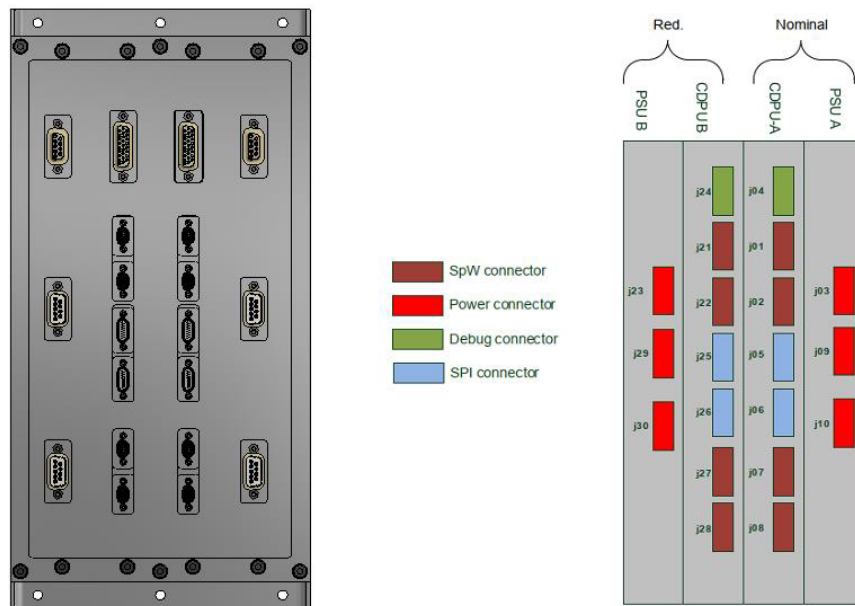 Red.
Nominal
PSU B
CDPU B
CDPU-A
PSU A
j24
j04
j21
j01
SpW connector
j23
j22
j02
j03
Power connector
Debug connector
j29
j25
j05
j09
SPI connector
j30
j26
j06
j10
j27
j07
j28
j08